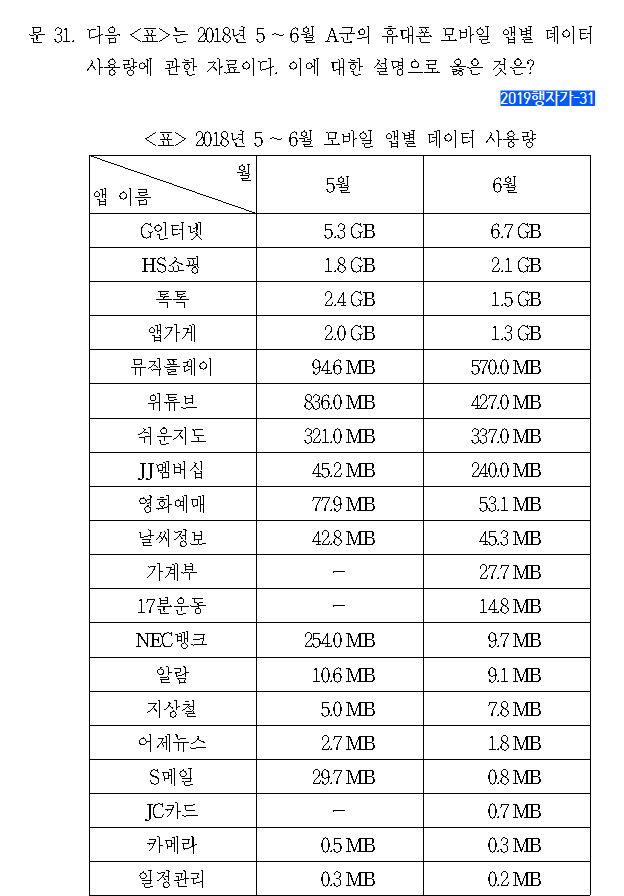 문 31. 다음 <표>는 2018년 5 ~ 6월 A군의 휴대폰 모바일 앱별 데이터
사용량에 관한 자료이다. 이에 대한 설명으로 옳은 것은?
2019행자가-31
<표> 2018년 5 ~ 6월 모바일 앱별 데이터 사용량
월
앱 이름 5월 6월
G인터넷 5.3 GB 6.7 GB
HS쇼핑 1.8 GB 2.1 GB
톡톡 2.4 GB 1.5 GB
앱가게 2.0 GB 1.3 GB
뮤직플레이 94.6 MB 570.0 MB
위튜브 836.0 MB 427.0 MB
쉬운지도 321.0 MB 337.0 MB
JJ멤버십 45.2 MB 240.0 MB
영화예매 77.9 MB 53.1 MB
날씨정보 42.8 MB 45.3 MB
가계부 － 27.7 MB
17분운동 － 14.8 MB
NEC뱅크 254.0 MB 9.7 MB
알람 10.6 MB 9.1 MB
지상철 5.0 MB 7.8 MB
어제뉴스 2.7 MB 1.8 MB
S메일 29.7 MB 0.8 MB
JC카드 － 0.7 MB
카메라 0.5 MB 0.3 MB
일정관리 0.3 MB 0.2 MB